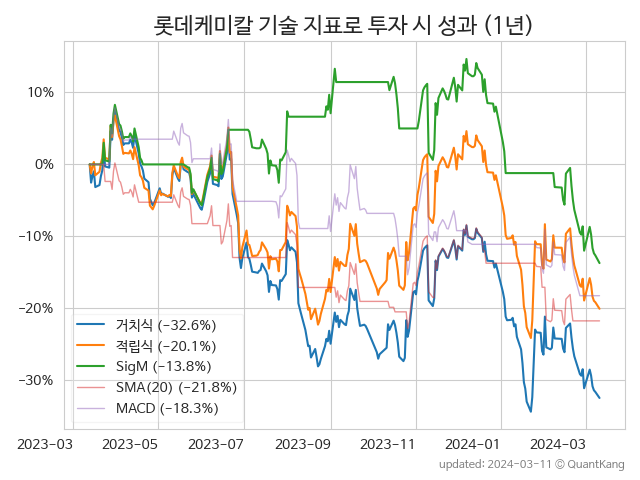 롯데케미칼 기술 지표로 투자 시 성과 (1년)
10%
0%
−10%
−20%
−30%
거치식 (−32.6%)
적립식 (−20.1%)
SigM (−13.8%)
SMA(20) (−21.8%)
MACD (−18.3%)
2023-03 2023-05 2023-07 2023-09 2023-11 2024-01 2024-03
updated: 2024-03-11 © QuantKang